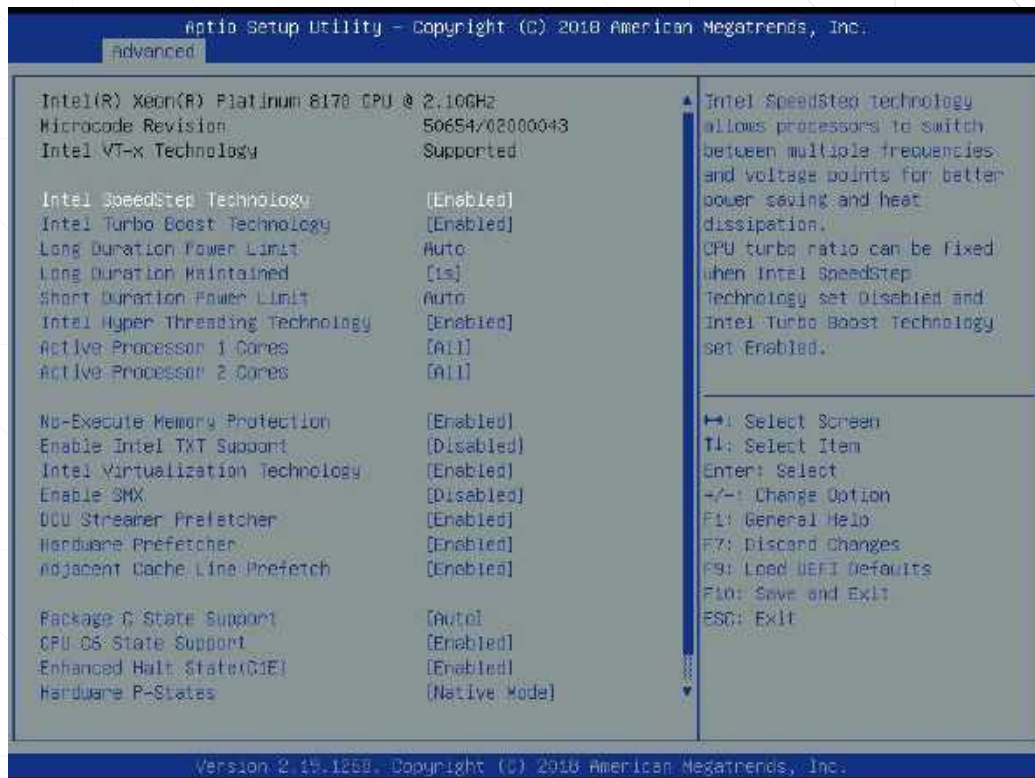 Aptio Setup Utility – Copyright (C) 2018 American Megatrends, Inc.
Advanced
Intel(R) Xeon(R) Platinum 8170 CPU @ 2.10GHz
Microcode Revision 50654/02000043
Intel VT-x Technology Supported
Intel SpeedStep Technology [Enabled]
Intel Turbo Boost Technology [Enabled]
Long Duration Power Limit Auto
Long Duration Maintained [1s]
Short Duration Power Limit Auto
Intel Hyper Threading Technology [Enabled]
Active Processor 1 Cores [All]
Active Processor 2 Cores [All]
No-Execute Memory Protection [Enabled]
Enable Intel TXT Support [Disabled]
Intel Virtualization Technology [Enabled]
Enable SMX [Disabled]
DCU Streamer Prefetcher [Enabled]
Hardware Prefetcher [Enabled]
Adjacent Cache Line Prefetch [Enabled]
Package C State Support [Auto]
CPU C6 State Support [Enabled]
Enhanced Halt State(C1E) [Enabled]
Hardware P-States [Native Mode]
Intel SpeedStep technology
allows processors to switch
between multiple frequencies
and voltage points for better
power saving and heat
dissipation.
CPU turbo ratio can be fixed
when Intel SpeedStep
Technology set Disabled and
Intel Turbo Boost Technology
set Enabled.
↔: Select Screen
↑↓: Select Item
Enter: Select
+/-: Change Option
F1: General Help
F7: Discard Changes
F9: Load UEFI Defaults
F10: Save and Exit
ESC: Exit
Version 2.19.1268. Copyright (C) 2018 American Megatrends, Inc.